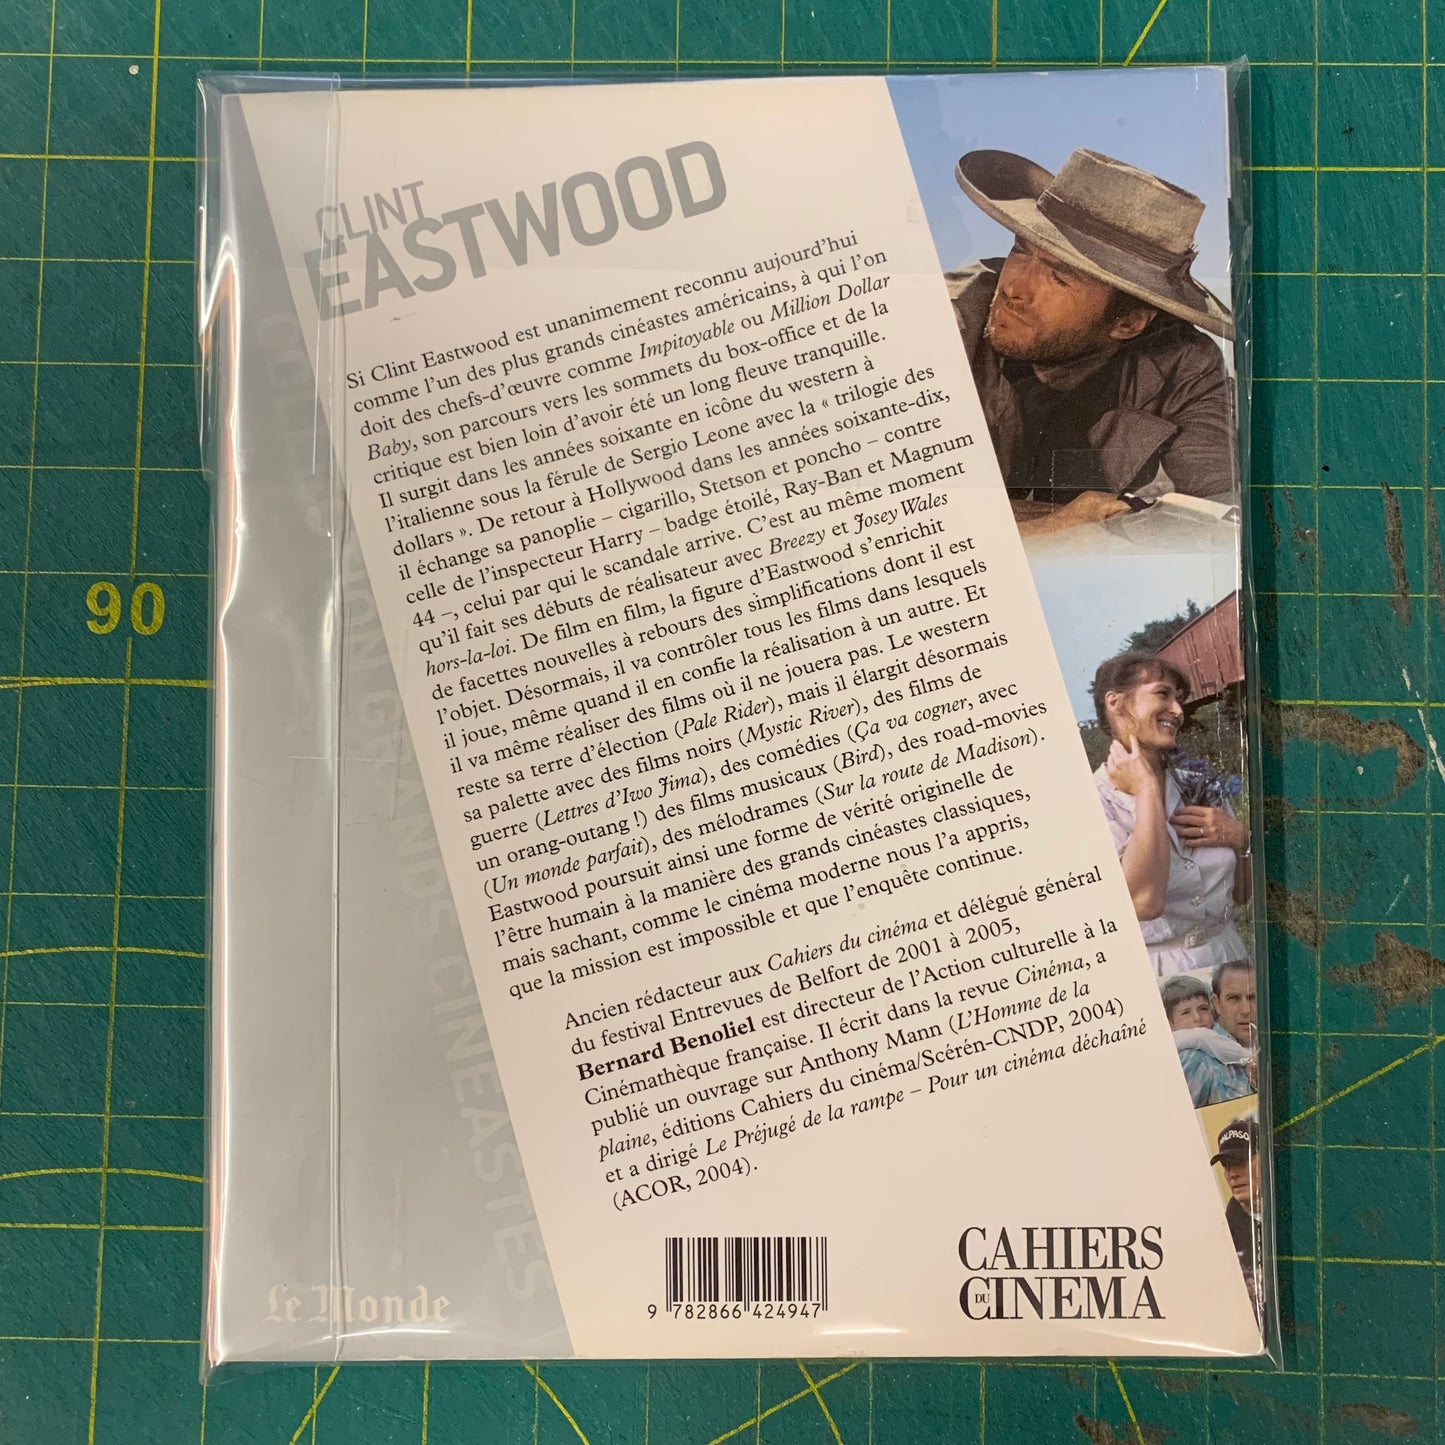 CLINT
EASTWOOD
Si Clint Eastwood est unanimement reconnu aujourd'hui
comme l'un des plus grands cinéastes américains, à qui l'on
doit des chefs-d'œuvre comme Impitoyable ou Million Dollar
Baby, son parcours vers les sommets du box-office et de la
critique est bien loin d'avoir été un long fleuve tranquille.
Il surgit dans les années soixante en icône du western à
l'italienne sous la férule de Sergio Leone avec la « trilogie des
dollars ». De retour à Hollywood dans les années soixante-dix,
il échange sa panoplie – cigarillo, Stetson et poncho – contre
celle de l'inspecteur Harry – badge étoilé, Ray-Ban et Magnum
44 –, celui par qui le scandale arrive. C'est au même moment
qu'il fait ses débuts de réalisateur avec Breezy et Josey Wales
hors-la-loi. De film en film, la figure d'Eastwood s'enrichit
de facettes nouvelles à rebours des simplifications dont il est
l'objet. Désormais, il va contrôler tous les films dans lesquels
il joue, même quand il en confie la réalisation à un autre. Et
il va même réaliser des films où il ne jouera pas. Le western
reste sa terre d'élection (Pale Rider), mais il élargit désormais
sa palette avec des films noirs (Mystic River), des films de
guerre (Lettres d'Iwo Jima), des comédies (Ça va cogner, avec
un orang-outang !) des films musicaux (Bird), des road-movies
(Un monde parfait), des mélodrames (Sur la route de Madison).
Eastwood poursuit ainsi une forme de vérité originelle de
l'être humain à la manière des grands cinéastes classiques,
mais sachant, comme le cinéma moderne nous l'a appris,
que la mission est impossible et que l'enquête continue.
Ancien rédacteur aux Cahiers du cinéma et délégué général
du festival Entrevues de Belfort de 2001 à 2005,
Bernard Benoliel est directeur de l'Action culturelle à la
Cinémathèque française. Il écrit dans la revue Cinéma, a
publié un ouvrage sur Anthony Mann (L'Homme de la
plaine, éditions Cahiers du cinéma/Scérén-CNDP, 2004)
et a dirigé Le Préjugé de la rampe – Pour un cinéma déchaîné
(ACOR, 2004).
COLLECTION GRANDS CINEASTES
Le Monde
9 782866 424947
CAHIERS
DU
CINEMA
MALPASO
90